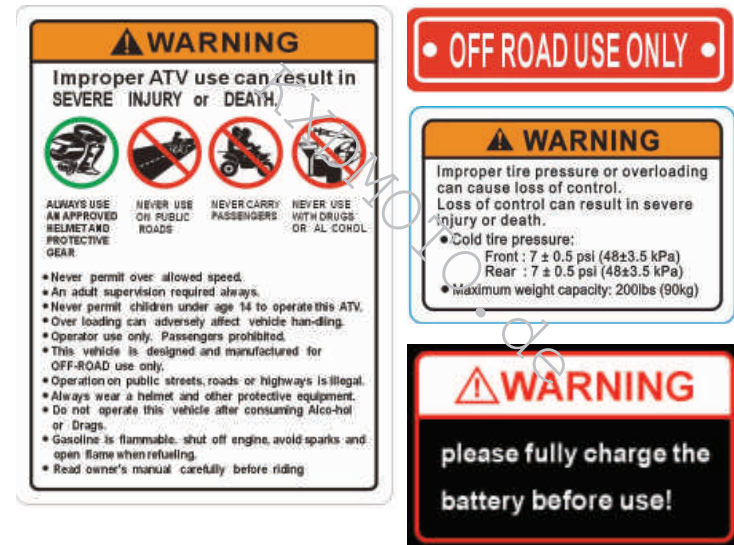 WARNING
Improper ATV use can result in
SEVERE INJURY or DEATH.
ALWAYS USE
AN APPROVED
HELMET AND
PROTECTIVE
GEAR
NEVER USE
ON PUBLIC
ROADS
NEVER CARRY
PASSENGERS
NEVER USE
WITH DRUGS
OR AL COHOL
• Never permit over allowed speed.
• An adult supervision required always.
• Never permit children under age 14 to operate this ATV.
• Over loading can adversely affect vehicle han-dling.
• Operator use only. Passengers prohibited.
• This vehicle is designed and manufactured for
OFF-ROAD use only.
• Operation on public streets, roads or highways is illegal.
• Always wear a helmet and other protective equipment.
• Do not operate this vehicle after consuming Alco-hol
or Drags.
• Gasoline is flammable. shut off engine, avoid sparks and
open flame when refueling.
• Read owner's manual carefully before riding
• OFF ROAD USE ONLY •
WARNING
Improper tire pressure or overloading
can cause loss of control.
Loss of control can result in severe
injury or death.
• Cold tire pressure:
Front : 7 ± 0.5 psi (48±3.5 kPa)
Rear : 7 ± 0.5 psi (48±3.5 kPa)
• Maximum weight capacity: 200lbs (90kg)
WARNING
please fully charge the
battery before use!
KXDMOTO.de